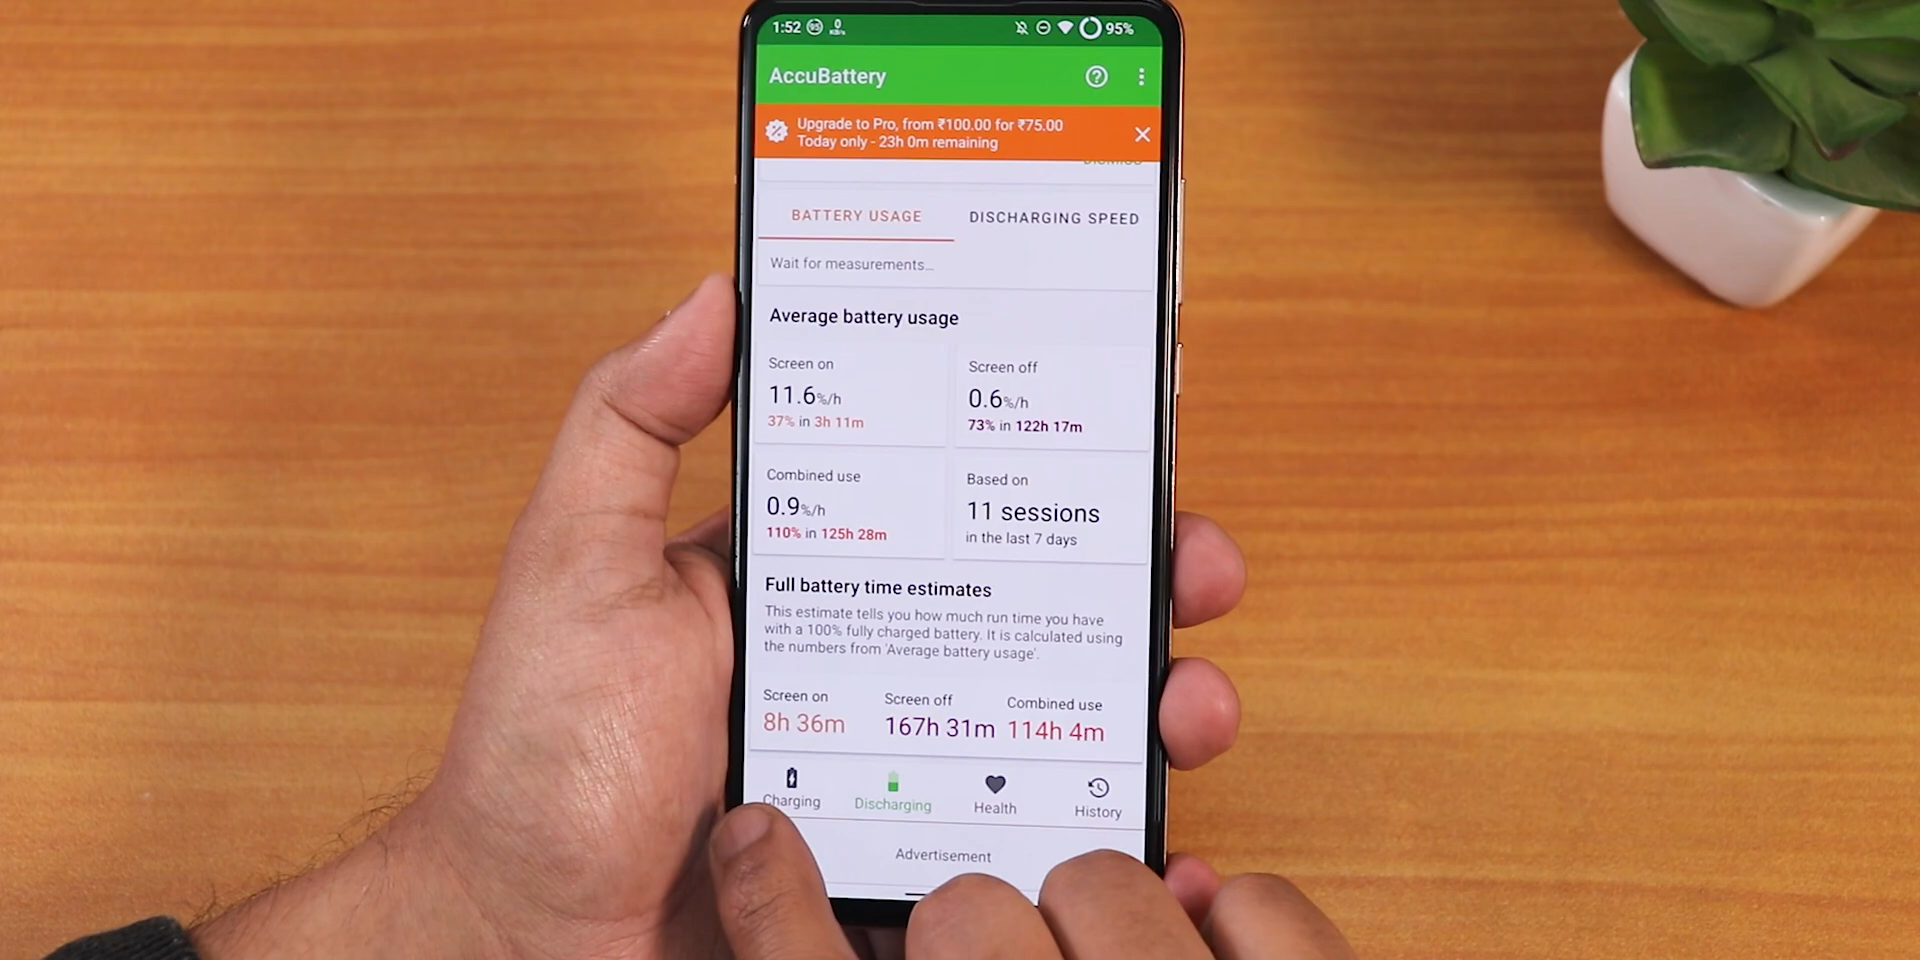 1:52 95 0 KB/s 95%
AccuBattery
Upgrade to Pro, from ₹100.00 for ₹75.00
Today only - 23h 0m remaining
BATTERY USAGE DISCHARGING SPEED
Wait for measurements…
Average battery usage
Screen on
11.6%/h
37% in 3h 11m
Screen off
0.6%/h
73% in 122h 17m
Combined use
0.9%/h
110% in 125h 28m
Based on
11 sessions
in the last 7 days
Full battery time estimates
This estimate tells you how much run time you have
with a 100% fully charged battery. It is calculated using
the numbers from 'Average battery usage'.
Screen on Screen off Combined use
8h 36m 167h 31m 114h 4m
Charging Discharging Health History
Advertisement